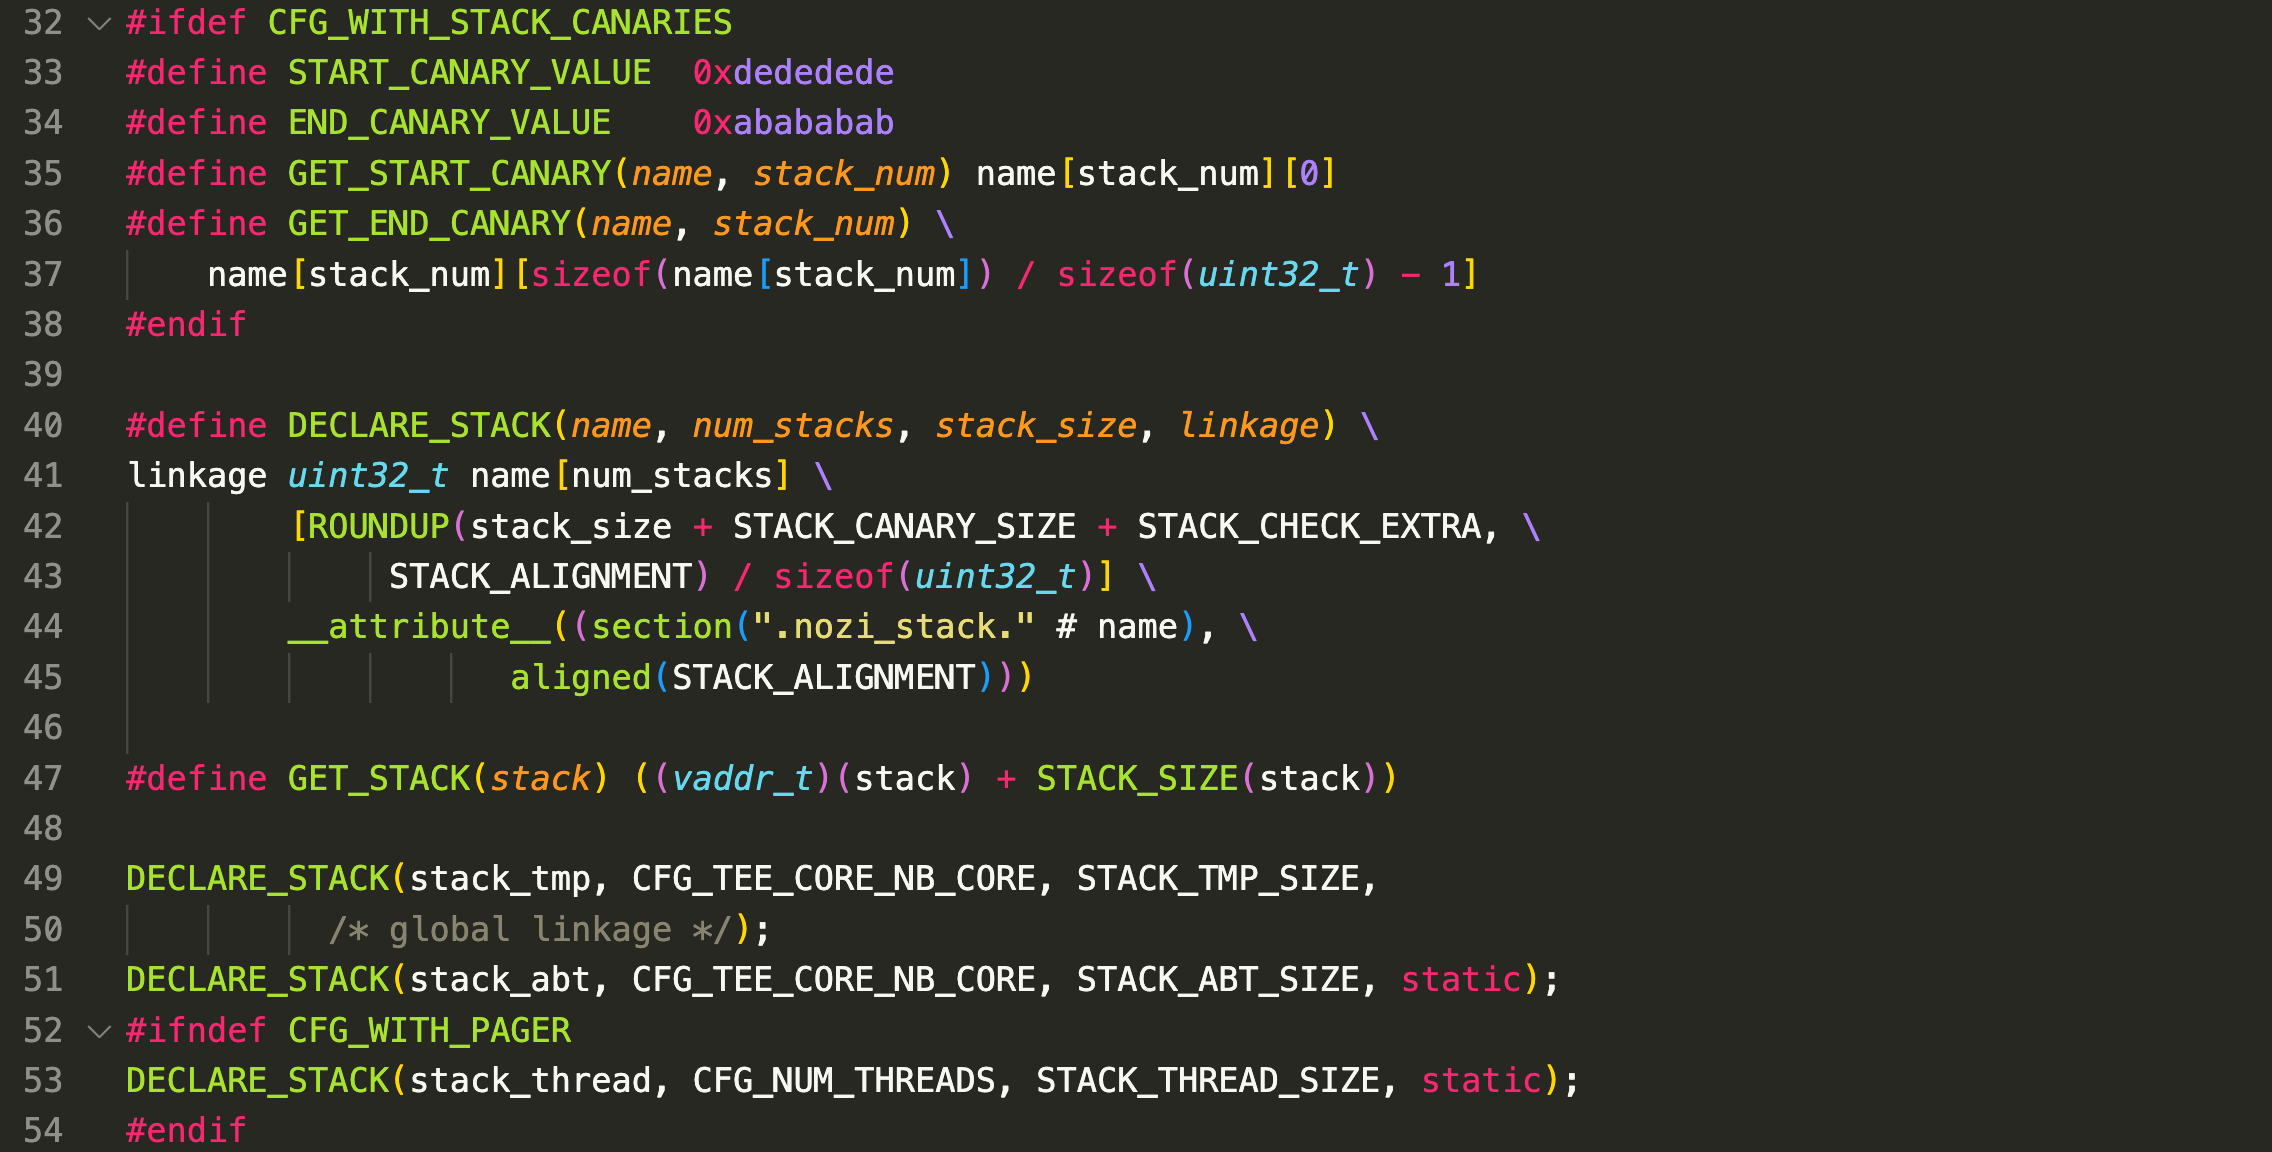 32 #ifdef CFG_WITH_STACK_CANARIES
33 #define START_CANARY_VALUE  0xdededede
34 #define END_CANARY_VALUE    0xabababab
35 #define GET_START_CANARY(name, stack_num) name[stack_num][0]
36 #define GET_END_CANARY(name, stack_num) \
37     name[stack_num][sizeof(name[stack_num]) / sizeof(uint32_t) - 1]
38 #endif
39
40 #define DECLARE_STACK(name, num_stacks, stack_size, linkage) \
41 linkage uint32_t name[num_stacks] \
42         [ROUNDUP(stack_size + STACK_CANARY_SIZE + STACK_CHECK_EXTRA, \
43              STACK_ALIGNMENT) / sizeof(uint32_t)] \
44         __attribute__((section(".nozi_stack." # name), \
45                    aligned(STACK_ALIGNMENT)))
46
47 #define GET_STACK(stack) ((vaddr_t)(stack) + STACK_SIZE(stack))
48
49 DECLARE_STACK(stack_tmp, CFG_TEE_CORE_NB_CORE, STACK_TMP_SIZE,
50           /* global linkage */);
51 DECLARE_STACK(stack_abt, CFG_TEE_CORE_NB_CORE, STACK_ABT_SIZE, static);
52 #ifndef CFG_WITH_PAGER
53 DECLARE_STACK(stack_thread, CFG_NUM_THREADS, STACK_THREAD_SIZE, static);
54 #endif